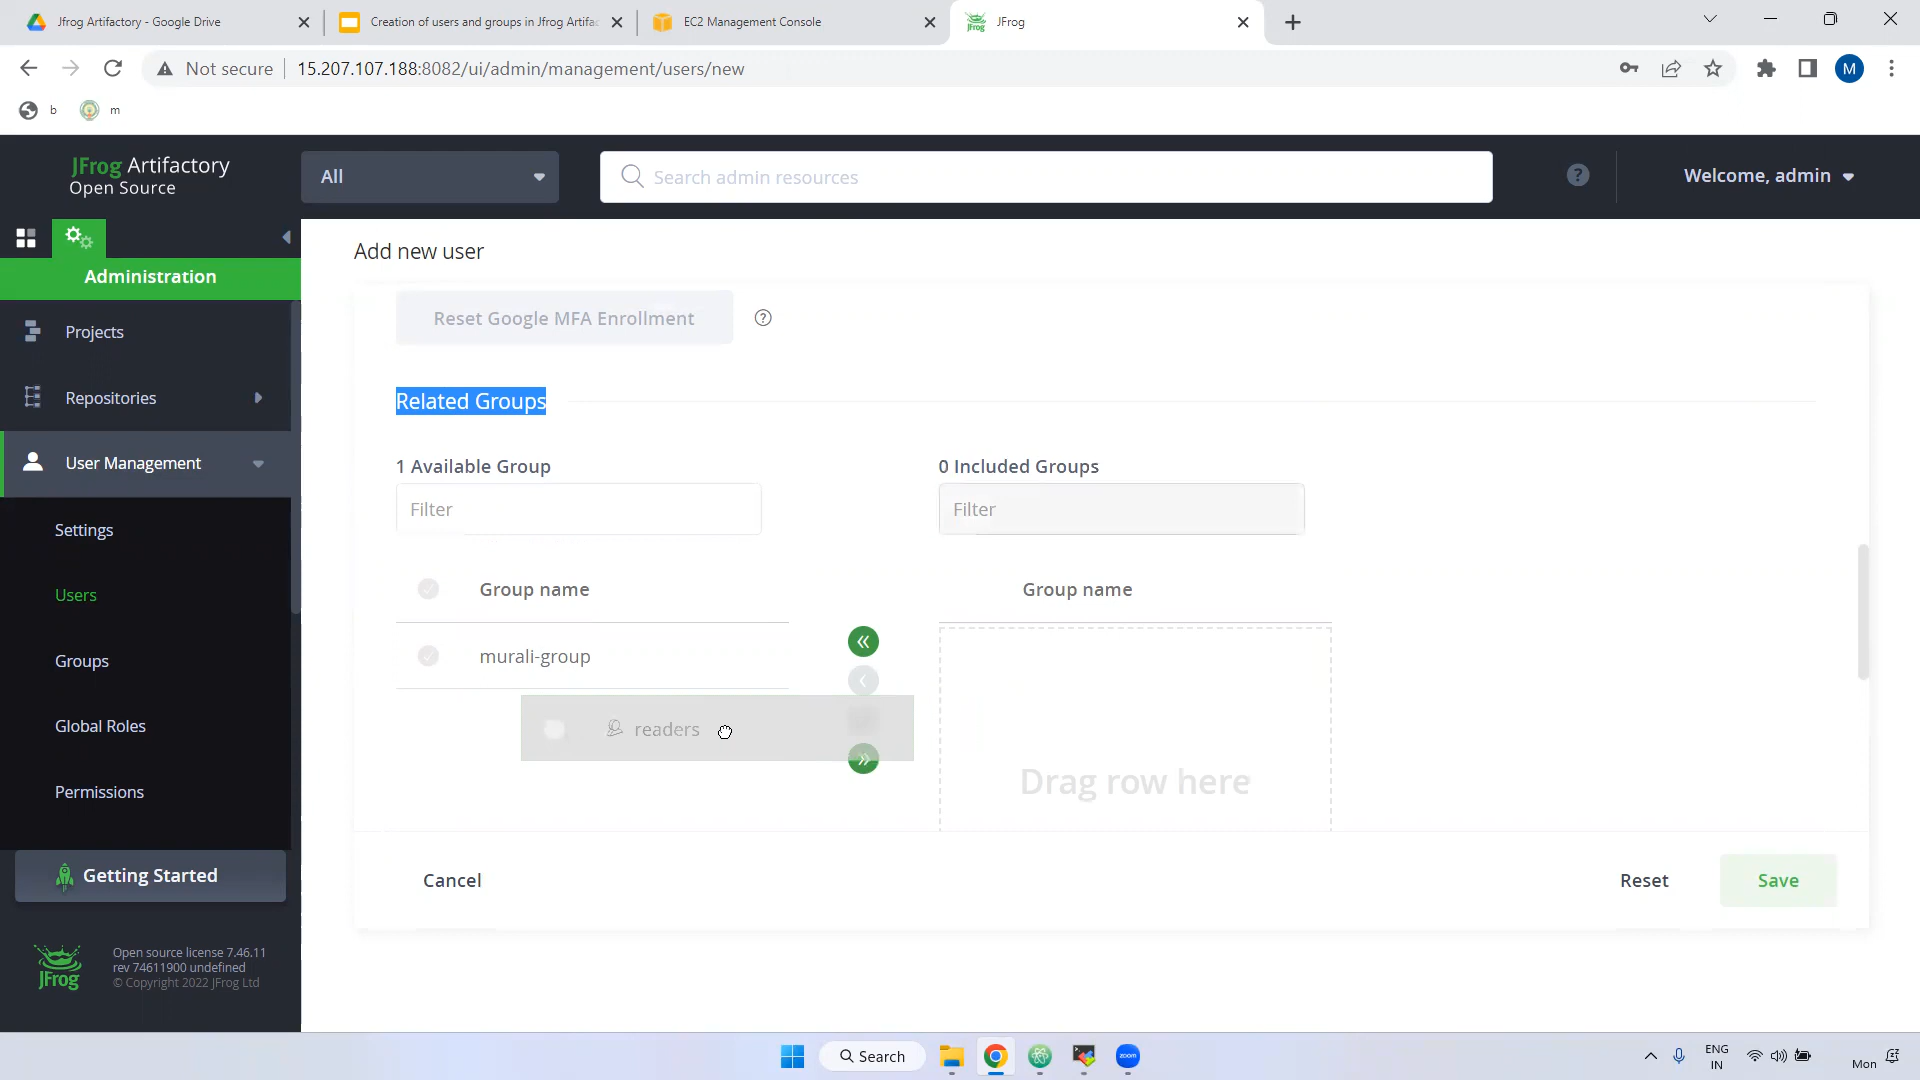 Jfrog Artifactory - Google Drive
Creation of users and groups in Jfrog Artifac
EC2 Management Console
JFrog
Not secure
15.207.107.188:8082/ui/admin/management/users/new
M
b
m
JFrog Artifactory
Open Source
All
Search admin resources
?
Welcome, admin
Administration
Projects
Repositories
User Management
Settings
Users
Groups
Global Roles
Permissions
Getting Started
JFrog
Open source license 7.46.11
rev 74611900 undefined
© Copyright 2022 JFrog Ltd
Add new user
Reset Google MFA Enrollment
?
Related Groups
1 Available Group
0 Included Groups
Filter
Filter
Group name
Group name
murali-group
readers
Drag row here
Cancel
Reset
Save
Search
zoom
ENG
IN
Mon